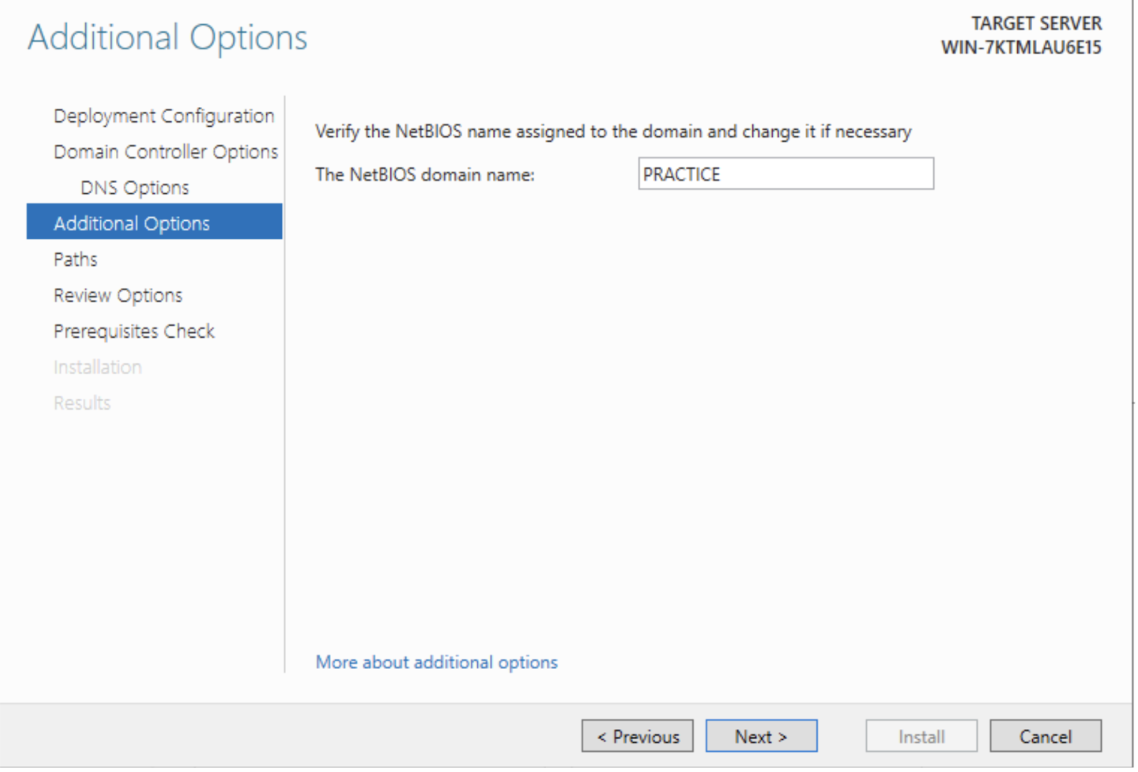 Additional Options
TARGET SERVER
WIN-7KTMLAU6E15
Deployment Configuration
Domain Controller Options
DNS Options
Additional Options
Paths
Review Options
Prerequisites Check
Installation
Results
Verify the NetBIOS name assigned to the domain and change it if necessary
The NetBIOS domain name: PRACTICE
More about additional options
< Previous Next > Install Cancel